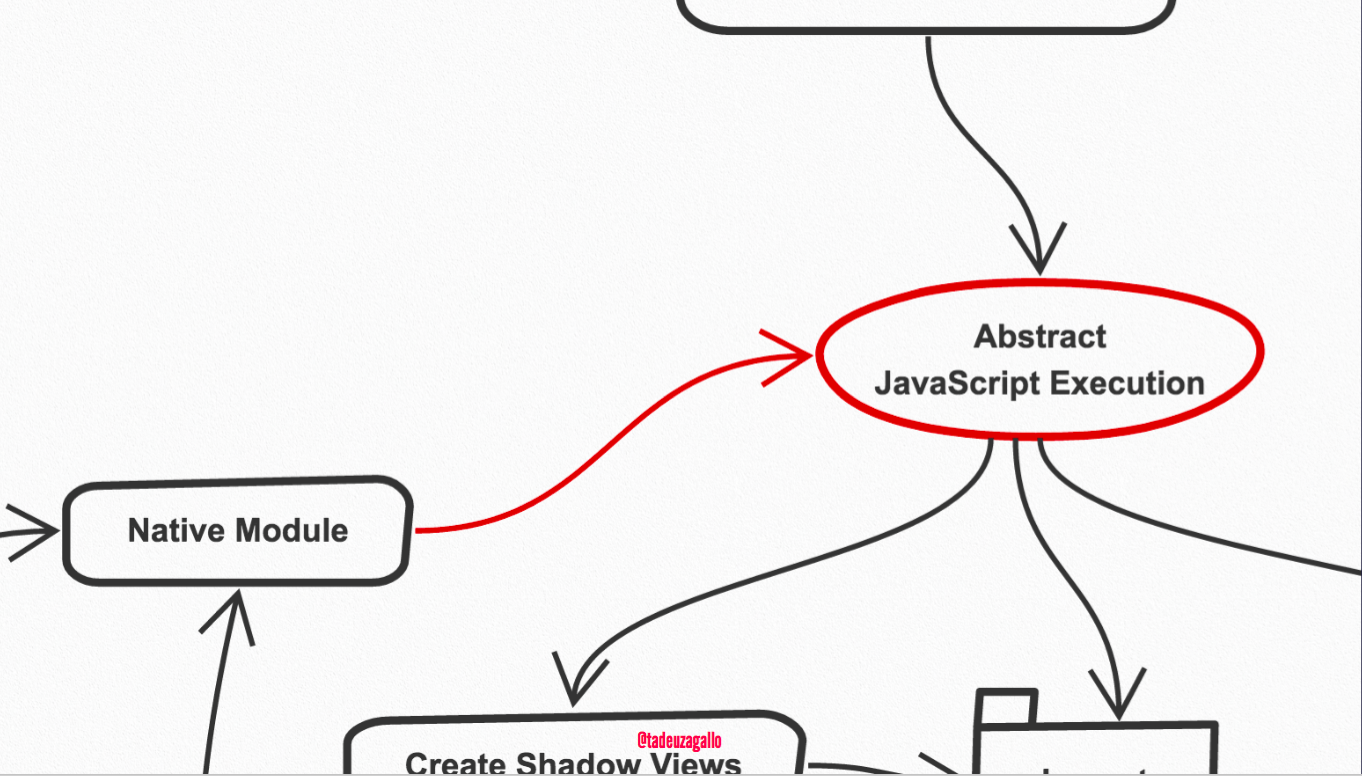 Abstract
JavaScript Execution
Native Module
@tadeuzagallo
Create Shadow Views